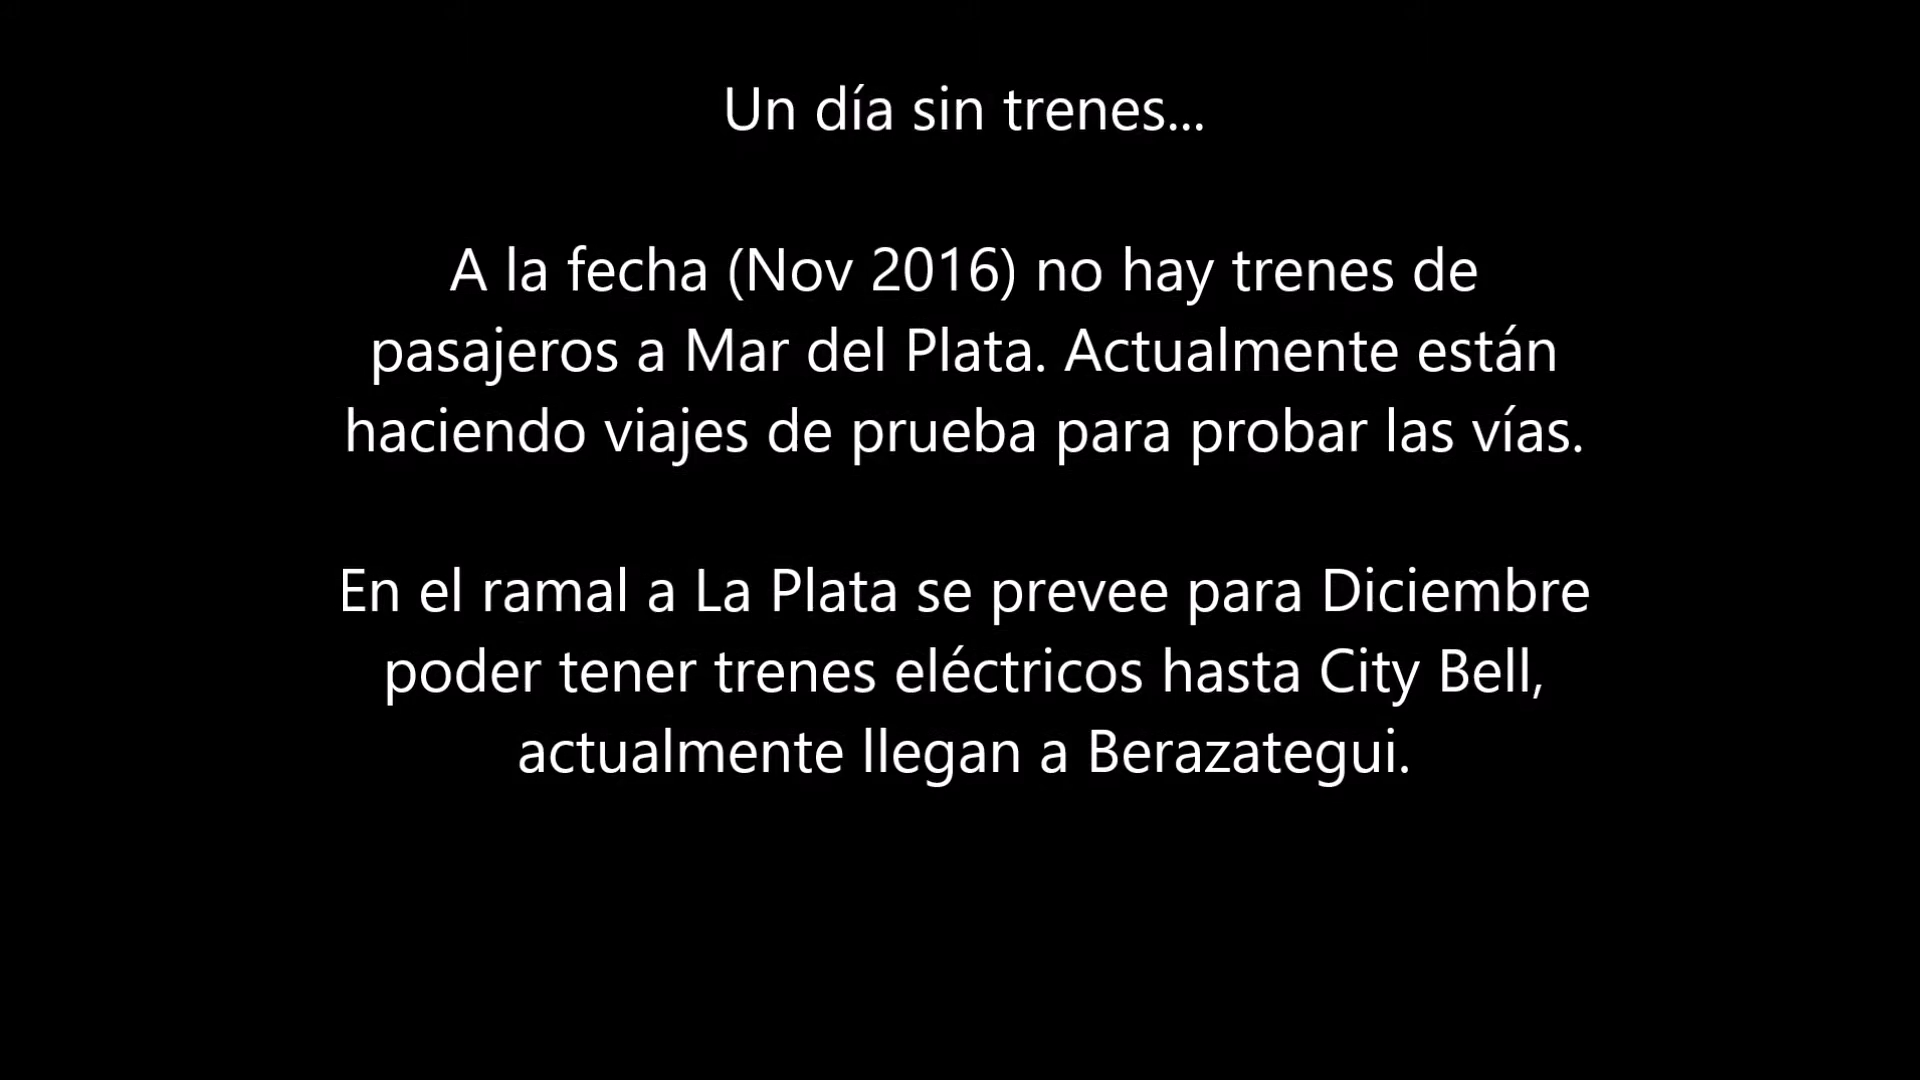 Un día sin trenes...
A la fecha (Nov 2016) no hay trenes de
pasajeros a Mar del Plata. Actualmente están
haciendo viajes de prueba para probar las vías.
En el ramal a La Plata se prevee para Diciembre
poder tener trenes eléctricos hasta City Bell,
actualmente llegan a Berazategui.